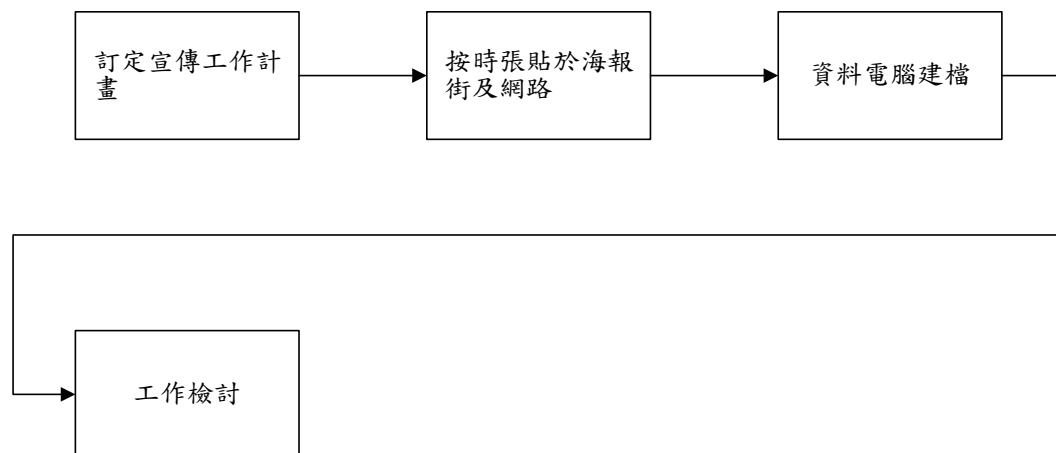 訂定宣傳工作計
畫
按時張貼於海報
街及網路
資料電腦建檔
工作檢討